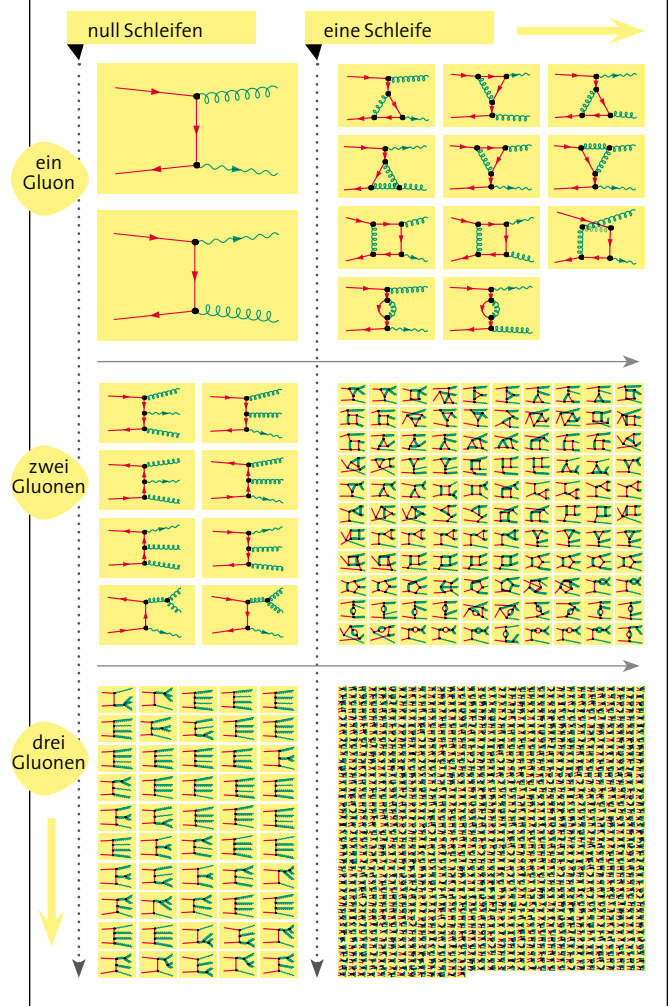 null Schleifen
eine Schleife
ein
Gluon
zwei
Gluonen
drei
Gluonen